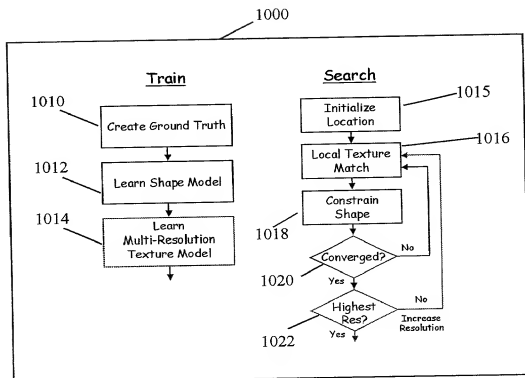 1000
Train
Search
1010
Create Ground Truth
1012
Learn Shape Model
1014
Learn
Multi-Resolution
Texture Model
1015
Initialize
Location
1016
Local Texture
Match
1018
Constrain
Shape
1020
Converged?
No
Yes
1022
Highest
Res?
No
Increase
Resolution
Yes